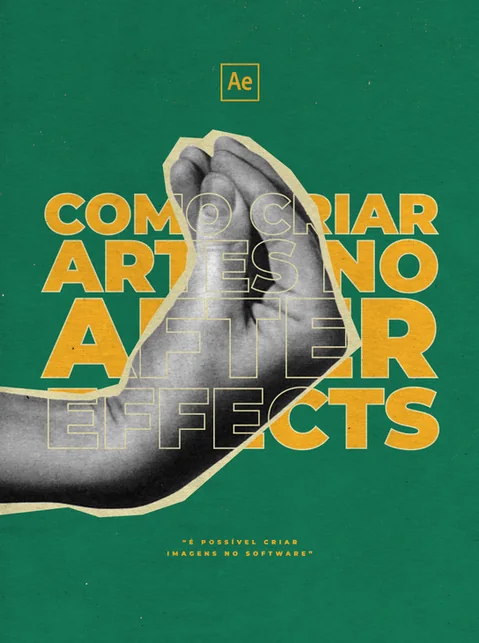 Ae
COMO CRIAR
ARTES NO
AFTER
EFFECTS
"É POSSÍVEL CRIAR
IMAGENS NO SOFTWARE"